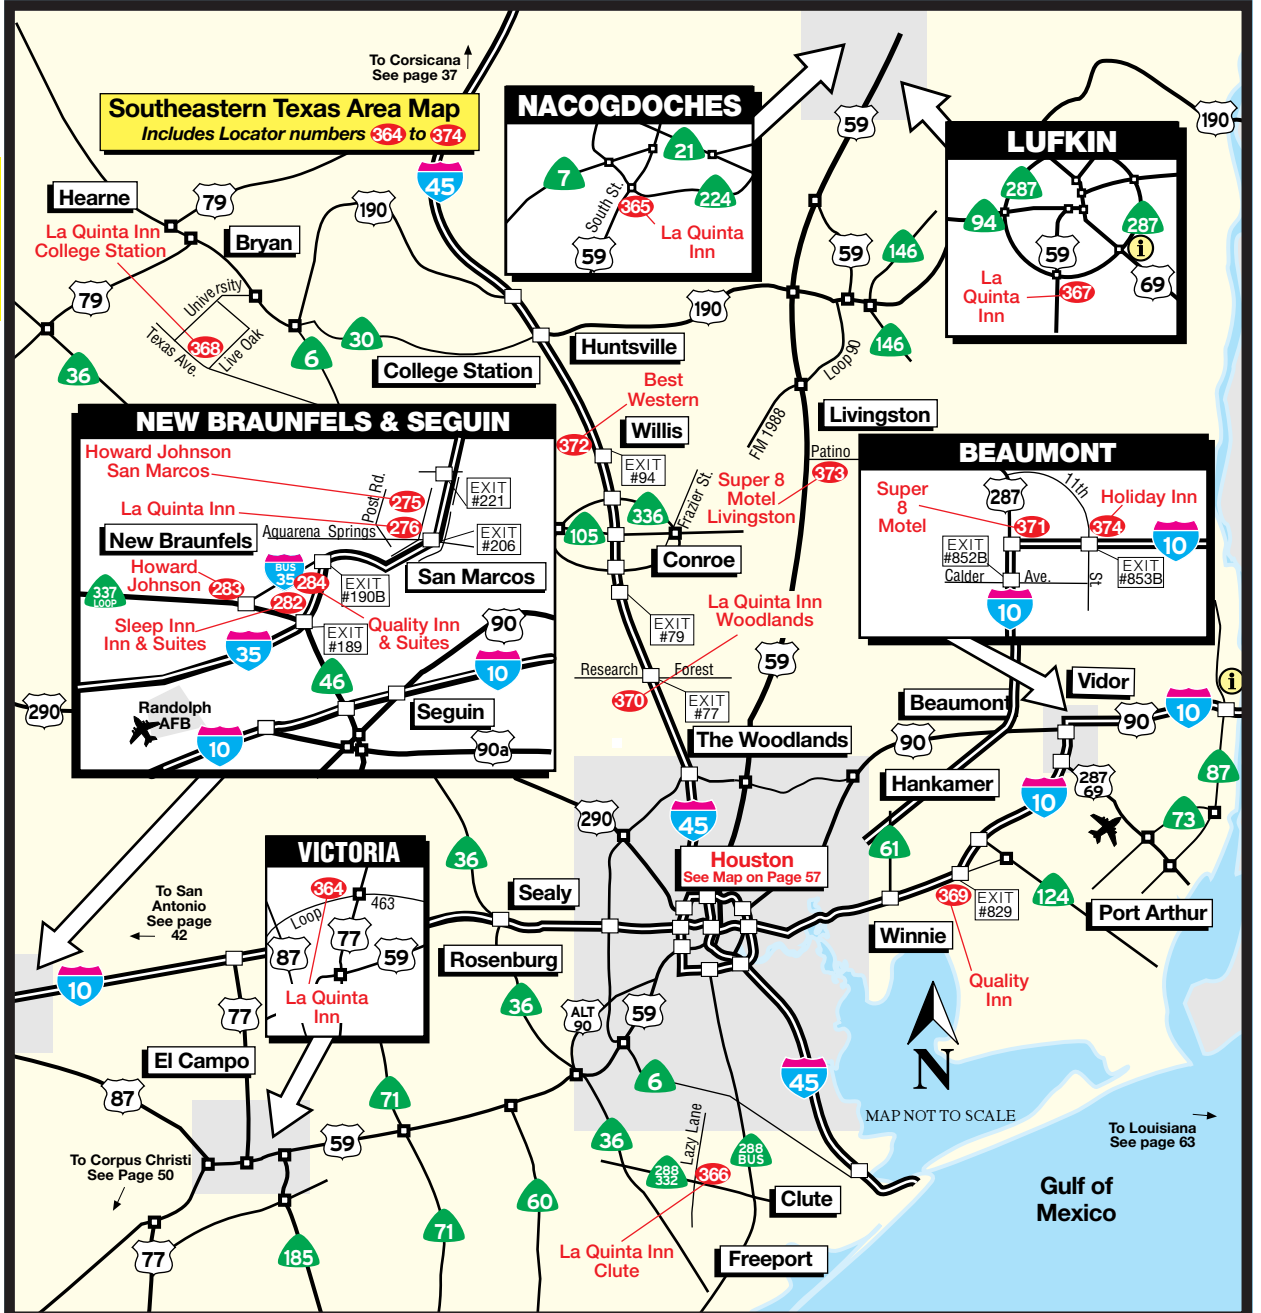 To Corsicana
See page 37
Southeastern Texas Area Map
Includes Locator numbers 364 to 374
45
59
190
NACOGDOCHES
21
7
224
South St.
365
La Quinta
Inn
59
LUFKIN
287
94
287
59
i
69
La
Quinta
Inn
367
Hearne
79
190
La Quinta Inn
College Station
Bryan
79
University
Texas Ave.
Live Oak
368
36
6
30
College Station
Huntsville
190
59
146
146
Loop 90
Livingston
FM 1988
Patino
373
Super 8
Motel
Livingston
Best
Western
372
Willis
EXIT
#94
336
105
Frazier St.
Conroe
EXIT
#79
La Quinta Inn
Woodlands
Research Forest
370
EXIT
#77
59
The Woodlands
NEW BRAUNFELS & SEGUIN
Howard Johnson
San Marcos
275
Post Rd.
EXIT
#221
La Quinta Inn
276
Aquarena Springs
EXIT
#206
New Braunfels
San Marcos
Howard
Johnson
283
BUS
35
284
282
EXIT
#190B
337
LOOP
Sleep Inn
Inn & Suites
Quality Inn
& Suites
EXIT
#189
35
90
10
46
Randolph
AFB
Seguin
10
90a
290
BEAUMONT
287
11th
Super
8
Motel
371
Holiday Inn
374
10
EXIT
#852B
EXIT
#853B
Calder Ave.
St.
10
Beaumont
Vidor
i
90
90
10
Hankamer
10
287
69
87
73
61
124
Port Arthur
369
EXIT
#829
Winnie
Quality
Inn
290
45
Houston
See Map on Page 57
36
Sealy
Rosenburg
36
VICTORIA
364
Loop 463
77
87
59
La Quinta
Inn
To San
Antonio
See page
42
10
77
El Campo
87
59
71
To Corpus Christi
See Page 50
77
185
71
60
ALT
90
59
6
45
36
Lazy Lane
288
BUS
288
332
366
Clute
La Quinta Inn
Clute
Freeport
N
MAP NOT TO SCALE
To Louisiana
See page 63
Gulf of
Mexico